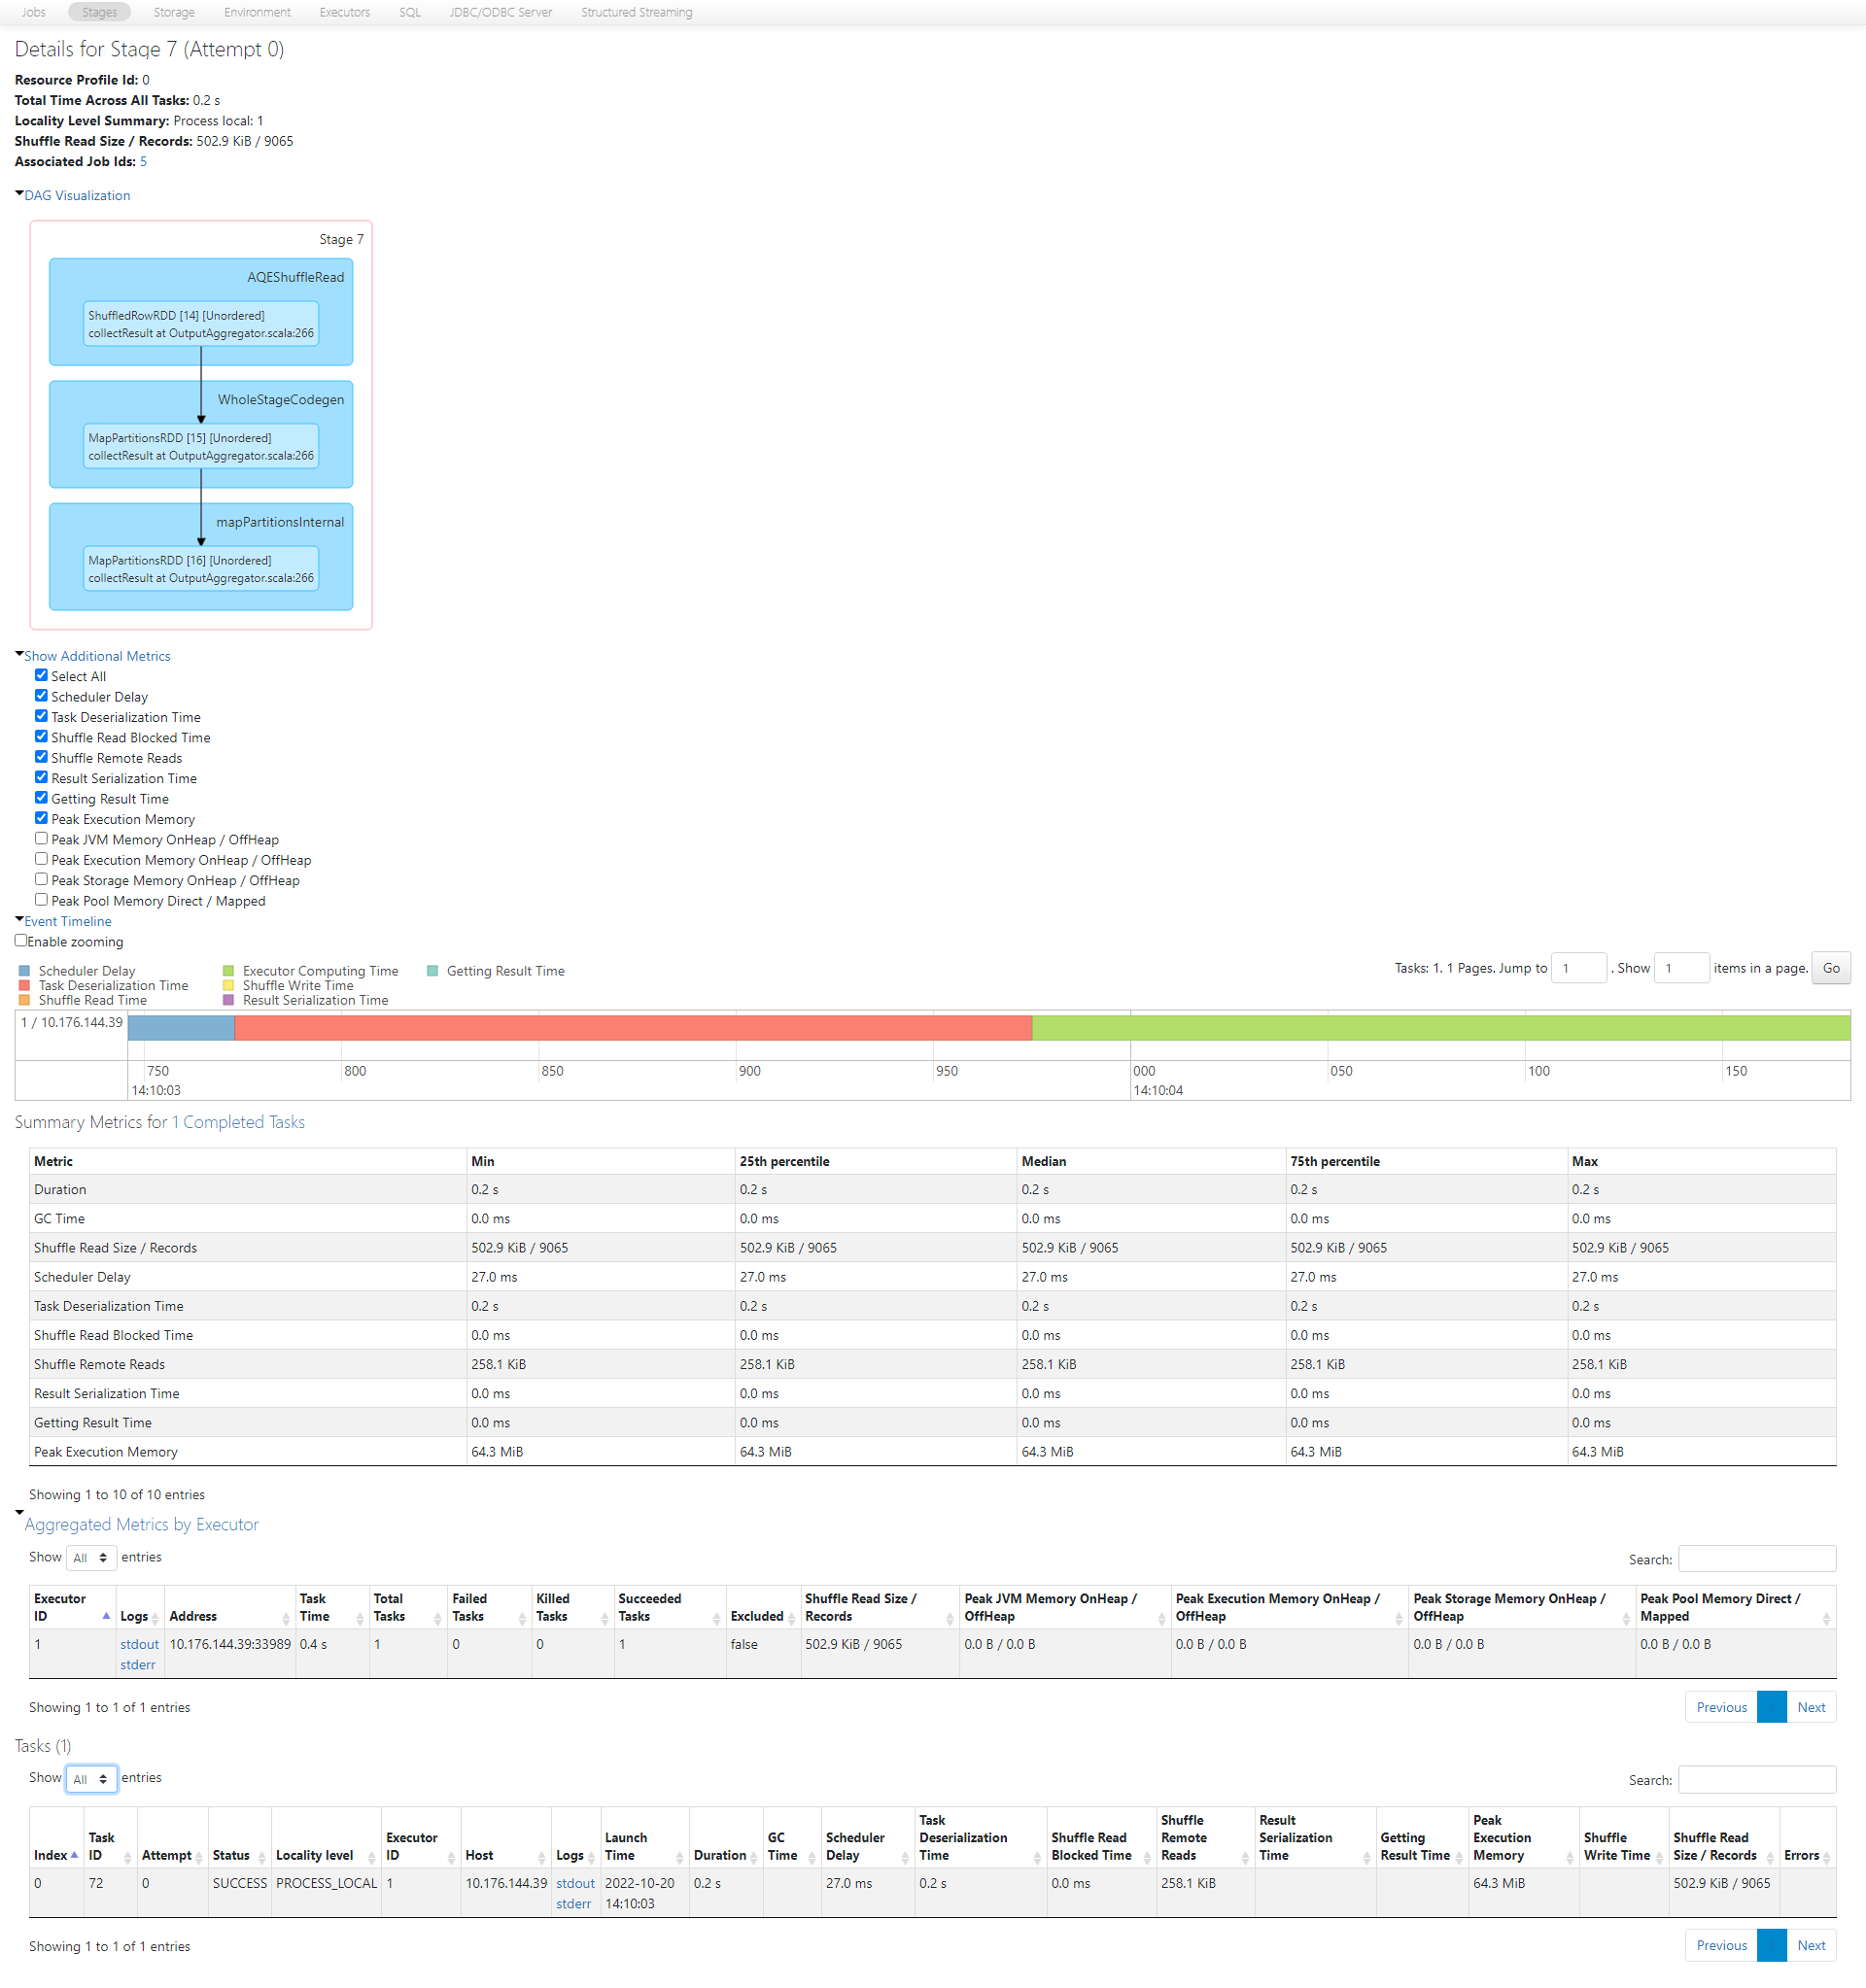 Jobs Stages Storage Environment Executors SQL JDBC/ODBC Server Structured Streaming
Details for Stage 7 (Attempt 0)
Resource Profile Id: 0
Total Time Across All Tasks: 0.2 s
Locality Level Summary: Process local: 1
Shuffle Read Size / Records: 502.9 KiB / 9065
Associated Job Ids: 5
DAG Visualization
Stage 7
AQEShuffleRead
ShuffledRowRDD [14] [Unordered]
collectResult at OutputAggregator.scala:266
WholeStageCodegen
MapPartitionsRDD [15] [Unordered]
collectResult at OutputAggregator.scala:266
mapPartitionsInternal
MapPartitionsRDD [16] [Unordered]
collectResult at OutputAggregator.scala:266
Show Additional Metrics
Select All
Scheduler Delay
Task Deserialization Time
Shuffle Read Blocked Time
Shuffle Remote Reads
Result Serialization Time
Getting Result Time
Peak Execution Memory
Peak JVM Memory OnHeap / OffHeap
Peak Execution Memory OnHeap / OffHeap
Peak Storage Memory OnHeap / OffHeap
Peak Pool Memory Direct / Mapped
Event Timeline
Enable zooming
Tasks: 1. 1 Pages. Jump to 1 . Show 1 items in a page. Go
Scheduler Delay Executor Computing Time Getting Result Time
Task Deserialization Time Shuffle Write Time
Shuffle Read Time Result Serialization Time
1 / 10.176.144.39
750 800 850 900 950 000 050 100 150
14:10:03 14:10:04
Summary Metrics for 1 Completed Tasks
Metric Min 25th percentile Median 75th percentile Max
Duration 0.2 s 0.2 s 0.2 s 0.2 s 0.2 s
GC Time 0.0 ms 0.0 ms 0.0 ms 0.0 ms 0.0 ms
Shuffle Read Size / Records 502.9 KiB / 9065 502.9 KiB / 9065 502.9 KiB / 9065 502.9 KiB / 9065 502.9 KiB / 9065
Scheduler Delay 27.0 ms 27.0 ms 27.0 ms 27.0 ms 27.0 ms
Task Deserialization Time 0.2 s 0.2 s 0.2 s 0.2 s 0.2 s
Shuffle Read Blocked Time 0.0 ms 0.0 ms 0.0 ms 0.0 ms 0.0 ms
Shuffle Remote Reads 258.1 KiB 258.1 KiB 258.1 KiB 258.1 KiB 258.1 KiB
Result Serialization Time 0.0 ms 0.0 ms 0.0 ms 0.0 ms 0.0 ms
Getting Result Time 0.0 ms 0.0 ms 0.0 ms 0.0 ms 0.0 ms
Peak Execution Memory 64.3 MiB 64.3 MiB 64.3 MiB 64.3 MiB 64.3 MiB
Showing 1 to 10 of 10 entries
Aggregated Metrics by Executor
Show All entries Search:
Executor Task Total Failed Killed Succeeded Shuffle Read Size / Peak JVM Memory OnHeap / Peak Execution Memory OnHeap / Peak Storage Memory OnHeap / Peak Pool Memory Direct /
ID Logs Address Time Tasks Tasks Tasks Tasks Excluded Records OffHeap OffHeap OffHeap Mapped
1 stdout 10.176.144.39:33989 0.4 s 1 0 0 1 false 502.9 KiB / 9065 0.0 B / 0.0 B 0.0 B / 0.0 B 0.0 B / 0.0 B 0.0 B / 0.0 B
stderr
Showing 1 to 1 of 1 entries Previous Next
Tasks (1)
Show All entries Search:
Task Shuffle Result Peak
Task Executor Launch GC Scheduler Deserialization Shuffle Read Remote Serialization Getting Execution Shuffle Shuffle Read
Index ID Attempt Status Locality level ID Host Logs Time Duration Time Delay Time Blocked Time Reads Time Result Time Memory Write Time Size / Records Errors
0 72 0 SUCCESS PROCESS_LOCAL 1 10.176.144.39 stdout 2022-10-20 0.2 s 27.0 ms 0.2 s 0.0 ms 258.1 KiB 64.3 MiB 502.9 KiB / 9065
stderr 14:10:03
Showing 1 to 1 of 1 entries Previous Next